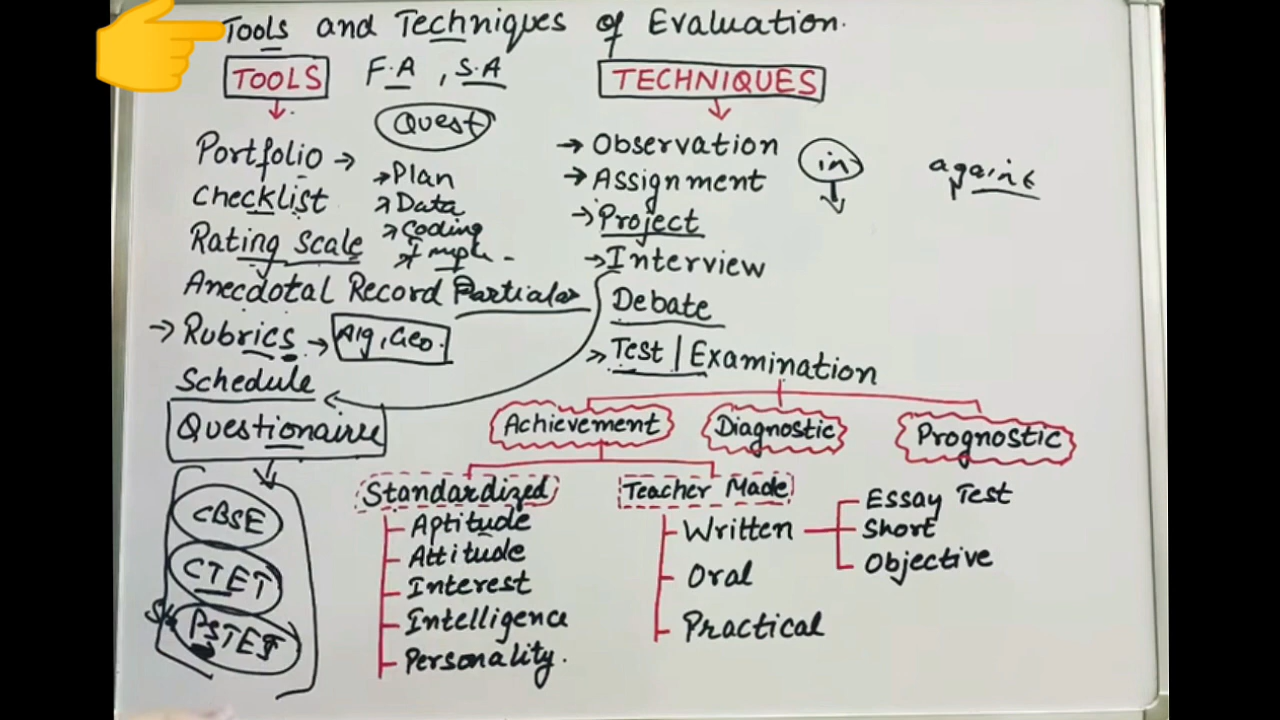 Tools and Techniques of Evaluation.
TOOLS
F.A , S.A
Quest
Portfolio →
Checklist
Rating Scale
Anecdotal Record Partialar
→ Rubrics → Alg, Geo.
Schedule
Questionaire
CBSE
CTET
PSTET
→ Plan
→ Data
→ Coding
→ Imple -
TECHNIQUES
→ Observation
→ Assignment
→ Project
→ Interview
Debate
→ Test | Examination
in
Achievement
Diagnostic
Prognostic
Standardized
Aptitude
Attitude
Interest
Intelligence
Personality.
Teacher Made
Written
Oral
Practical
Essay Test
Short
Objective